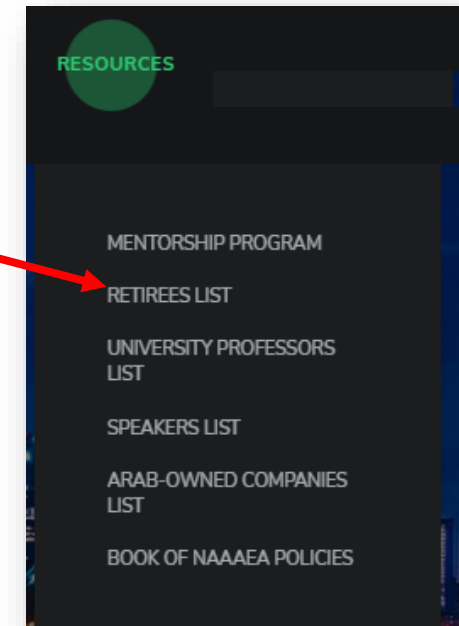 RESOURCES
MENTORSHIP PROGRAM
RETIREES LIST
UNIVERSITY PROFESSORS
LIST
SPEAKERS LIST
ARAB-OWNED COMPANIES
LIST
BOOK OF NAAAEA POLICIES